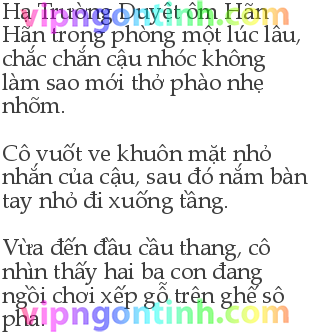 Hạ Trường Duyệt ôm Hãn
Hãn trong phòng một lúc lâu,
chắc chắn cậu nhóc không
làm sao mới thở phào nhẹ
nhõm.
Cô vuốt ve khuôn mặt nhỏ
nhắn của cậu, sau đó nắm bàn
tay nhỏ đi xuống tầng.
Vừa đến đầu cầu thang, cô
nhìn thấy hai ba con đang
ngồi chơi xếp gỗ trên ghế sô
pha.
vipngontinh.com
vipngontinh.com